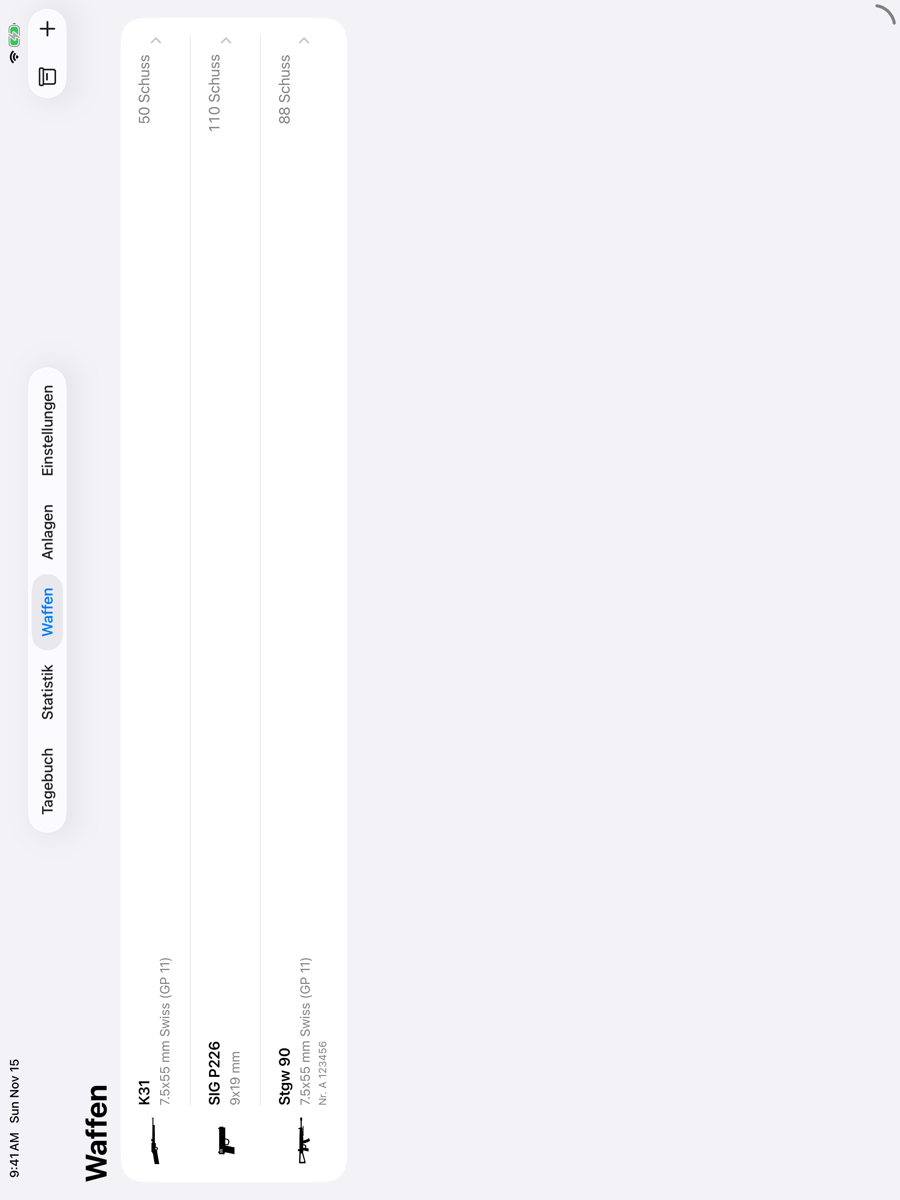 9:41 AM Sun Nov 15
Tagebuch Statistik Waffen Anlagen Einstellungen
Waffen
K31
7.5x55 mm Swiss (GP 11)
50 Schuss
SIG P226
9x19 mm
110 Schuss
Stgw 90
7.5x55 mm Swiss (GP 11)
Nr. A 123456
88 Schuss